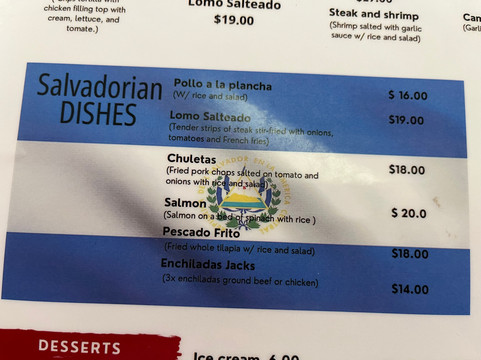 chicken filling top with
cream, lettuce, and
tomato.)
Lomo Salteado
$19.00
Steak and shrimp
(Shrimp salted with garlic
sauce w/ rice and salad)
Salvadorian
DISHES
Pollo a la plancha
(W/ rice and salad)
$ 16.00
Lomo Salteado
$19.00
(Tender strips of steak stir-fried with onions,
tomatoes and French fries)
Chuletas
$18.00
(Fried pork chops salted on tomato and
onions with rice and salad)
Salmon
$ 20.0
(Salmon on a bed of spinach with rice )
Pescado Frito
(Fried whole tilapia w/ rice and salad)
$18.00
Enchiladas Jacks
(3x enchiladas ground beef or chicken)
$14.00
DESSERTS
Ice cream 6.00